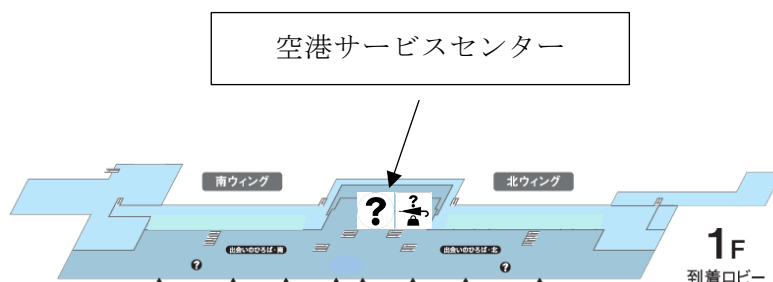 空港サービスセンター
南ウィング
北ウィング
?
?
出会いのひろば・南
出会いのひろば・北
?
?
1F
到着ロビー